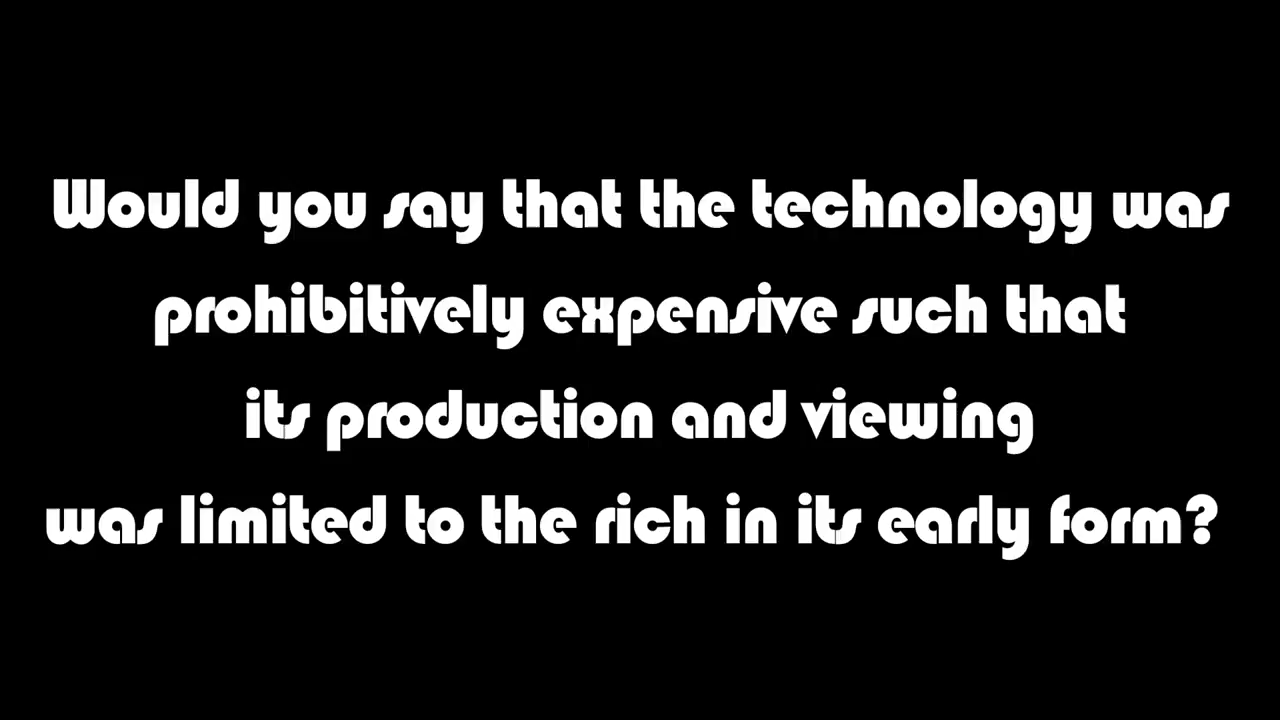 Would you say that the technology was
prohibitively expensive such that
its production and viewing
was limited to the rich in its early form?